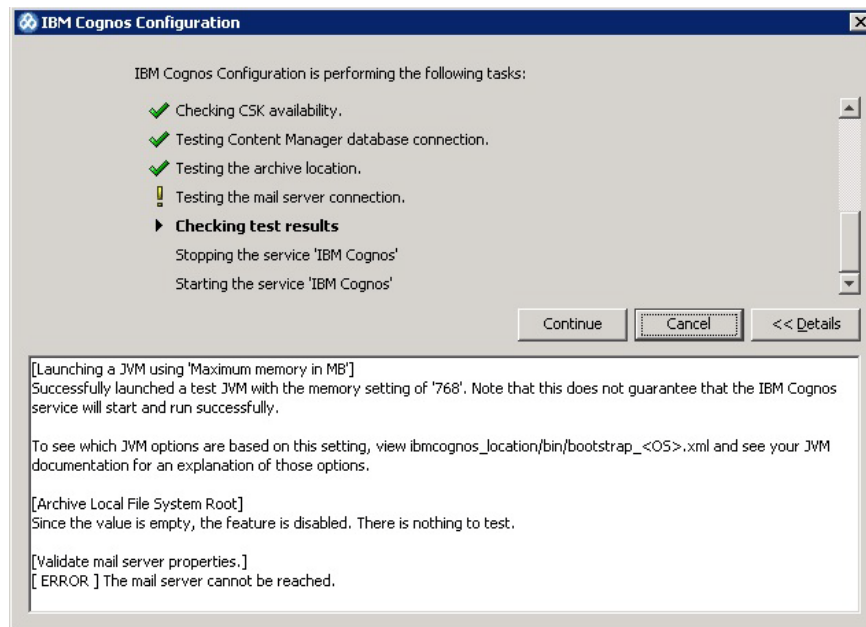 IBM Cognos Configuration
IBM Cognos Configuration is performing the following tasks:
Checking CSK availability.
Testing Content Manager database connection.
Testing the archive location.
Testing the mail server connection.
Checking test results
Stopping the service 'IBM Cognos'
Starting the service 'IBM Cognos'
Continue Cancel << Details
[Launching a JVM using 'Maximum memory in MB']
Successfully launched a test JVM with the memory setting of '768'. Note that this does not guarantee that the IBM Cognos
service will start and run successfully.
To see which JVM options are based on this setting, view ibmcognos_location/bin/bootstrap_<OS>.xml and see your JVM
documentation for an explanation of those options.
[Archive Local File System Root]
Since the value is empty, the feature is disabled. There is nothing to test.
[Validate mail server properties.]
[ ERROR ] The mail server cannot be reached.